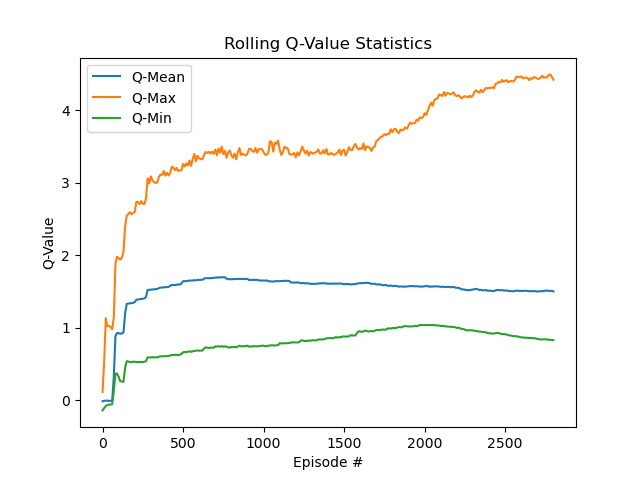 Rolling Q-Value Statistics
Q-Mean
Q-Max
Q-Min
Q-Value
4
3
2
1
0
0 500 1000 1500 2000 2500
Episode #